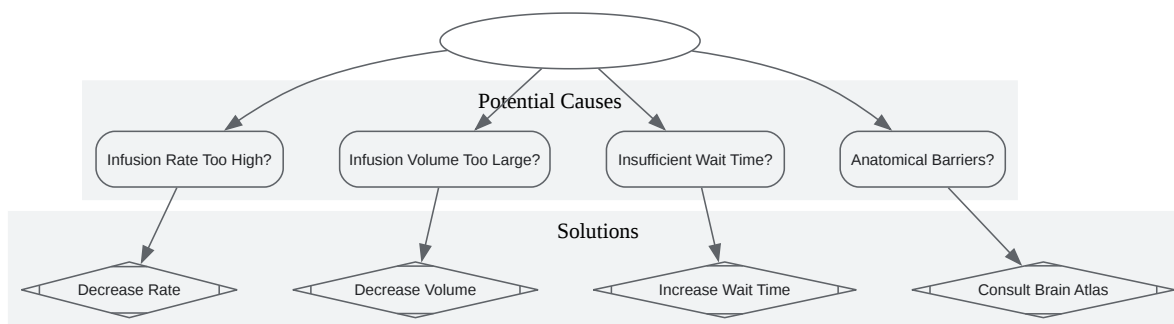 Potential Causes
Infusion Rate Too High?
Infusion Volume Too Large?
Insufficient Wait Time?
Anatomical Barriers?
Solutions
Decrease Rate
Decrease Volume
Increase Wait Time
Consult Brain Atlas